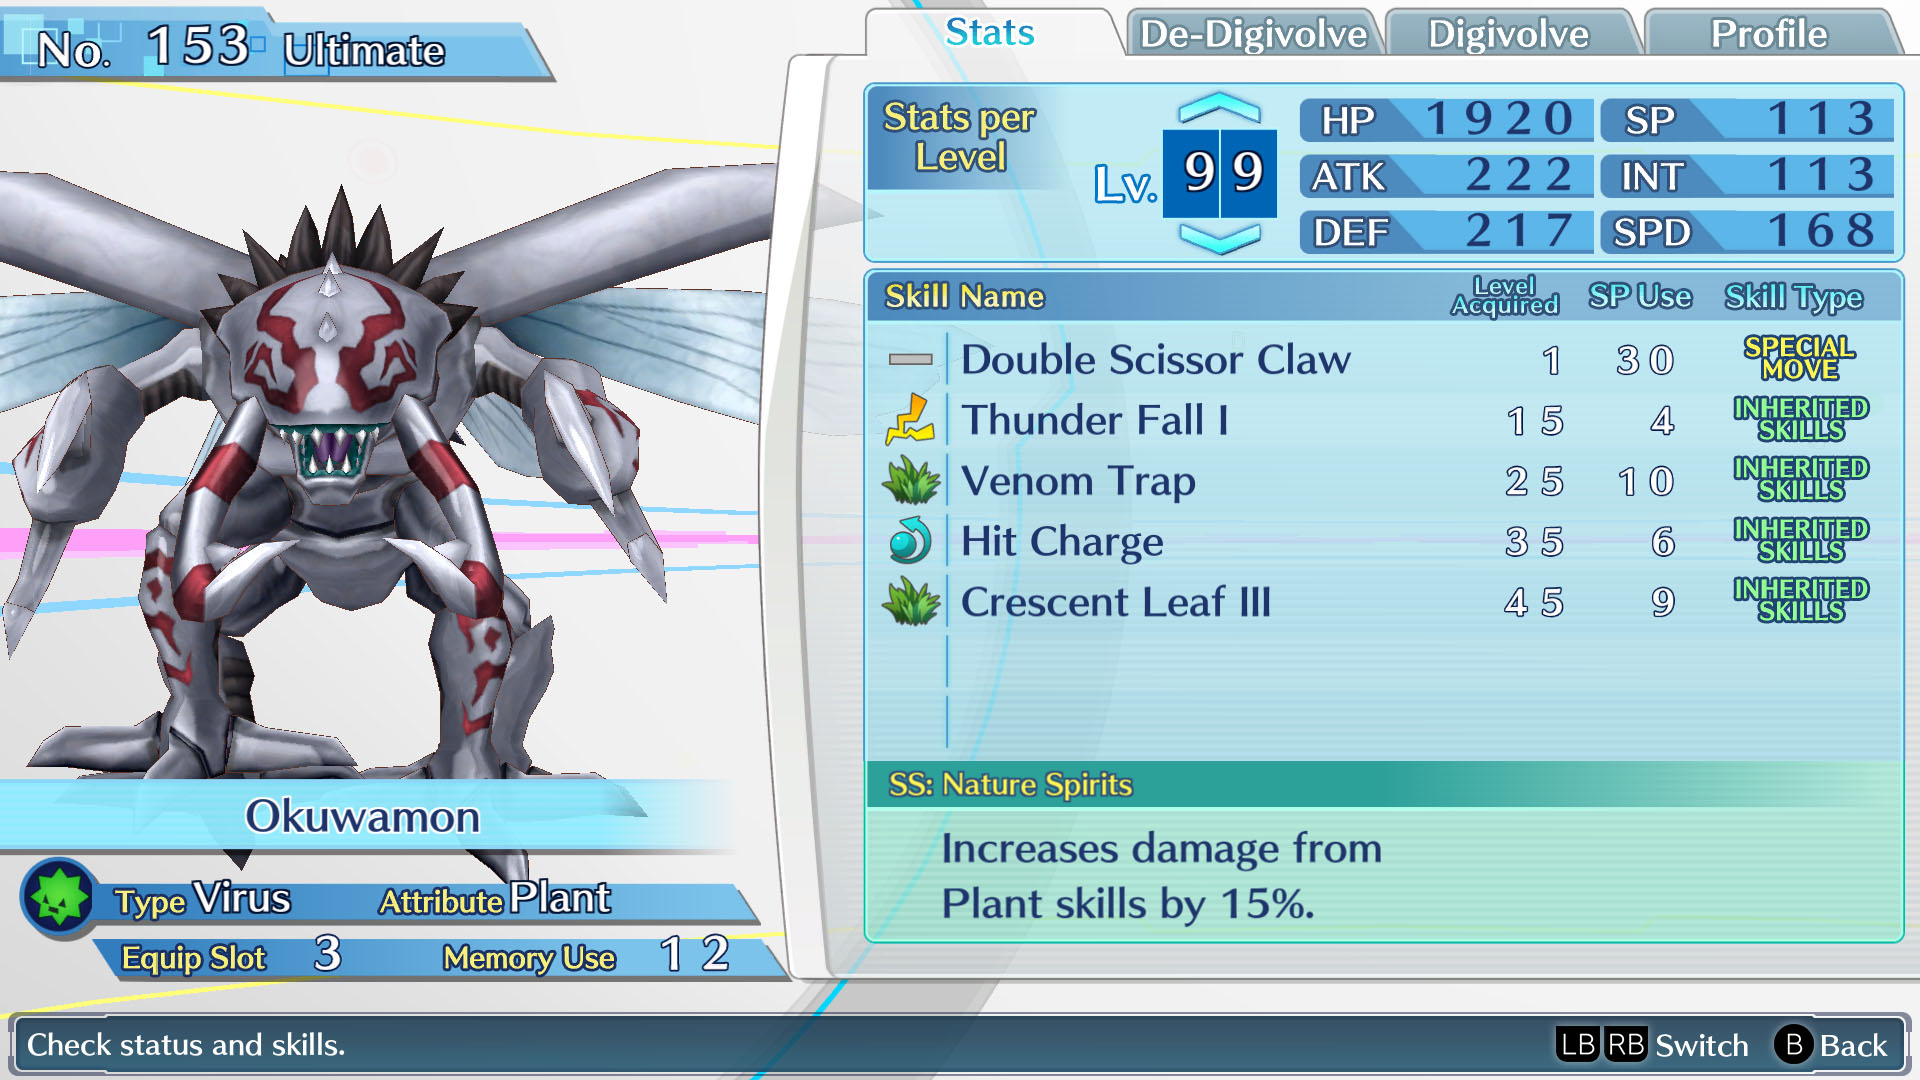 No. 153 Ultimate
Stats
De-Digivolve
Digivolve
Profile
Stats per
Level
Lv. 99
HP 1920
SP 113
ATK 222
INT 113
DEF 217
SPD 168
Skill Name
Level
Acquired
SP Use
Skill Type
Double Scissor Claw 1 30 SPECIAL
MOVE
Thunder Fall I 15 4 INHERITED
SKILLS
Venom Trap 25 10 INHERITED
SKILLS
Hit Charge 35 6 INHERITED
SKILLS
Crescent Leaf III 45 9 INHERITED
SKILLS
SS: Nature Spirits
Increases damage from
Plant skills by 15%.
Okuwamon
Type Virus Attribute Plant
Equip Slot 3 Memory Use 12
Check status and skills.
LB RB Switch B Back